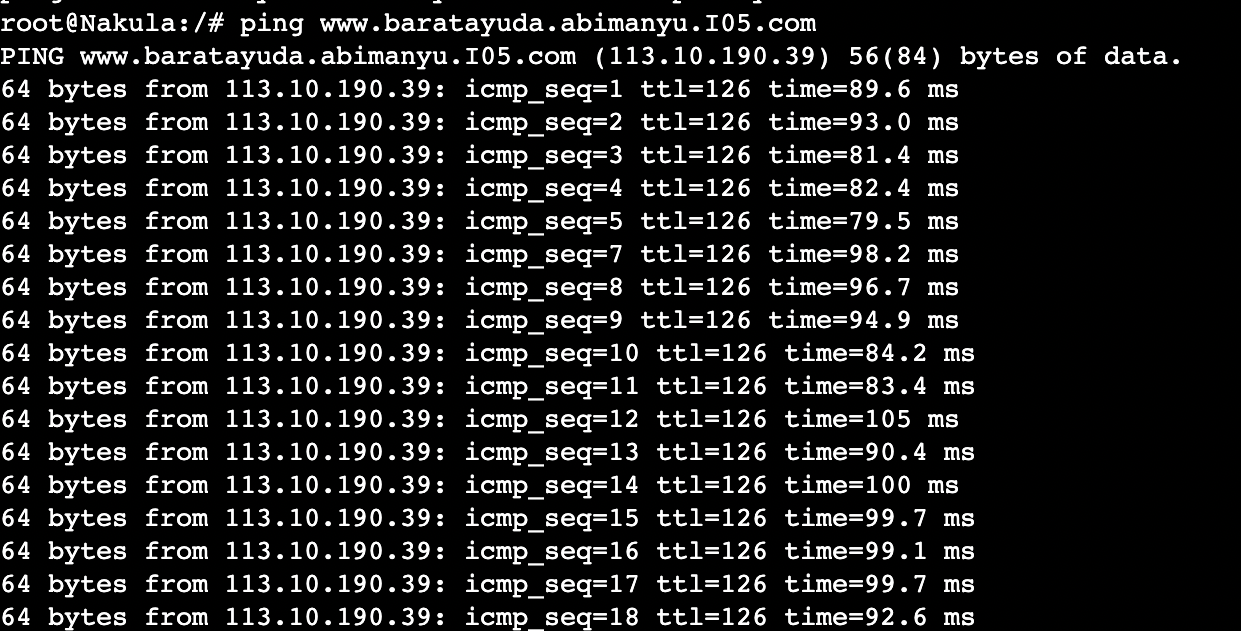 root@Nakula:/# ping www.baratayuda.abimanyu.I05.com
PING www.baratayuda.abimanyu.I05.com (113.10.190.39) 56(84) bytes of data.
64 bytes from 113.10.190.39: icmp_seq=1 ttl=126 time=89.6 ms
64 bytes from 113.10.190.39: icmp_seq=2 ttl=126 time=93.0 ms
64 bytes from 113.10.190.39: icmp_seq=3 ttl=126 time=81.4 ms
64 bytes from 113.10.190.39: icmp_seq=4 ttl=126 time=82.4 ms
64 bytes from 113.10.190.39: icmp_seq=5 ttl=126 time=79.5 ms
64 bytes from 113.10.190.39: icmp_seq=7 ttl=126 time=98.2 ms
64 bytes from 113.10.190.39: icmp_seq=8 ttl=126 time=96.7 ms
64 bytes from 113.10.190.39: icmp_seq=9 ttl=126 time=94.9 ms
64 bytes from 113.10.190.39: icmp_seq=10 ttl=126 time=84.2 ms
64 bytes from 113.10.190.39: icmp_seq=11 ttl=126 time=83.4 ms
64 bytes from 113.10.190.39: icmp_seq=12 ttl=126 time=105 ms
64 bytes from 113.10.190.39: icmp_seq=13 ttl=126 time=90.4 ms
64 bytes from 113.10.190.39: icmp_seq=14 ttl=126 time=100 ms
64 bytes from 113.10.190.39: icmp_seq=15 ttl=126 time=99.7 ms
64 bytes from 113.10.190.39: icmp_seq=16 ttl=126 time=99.1 ms
64 bytes from 113.10.190.39: icmp_seq=17 ttl=126 time=99.7 ms
64 bytes from 113.10.190.39: icmp_seq=18 ttl=126 time=92.6 ms